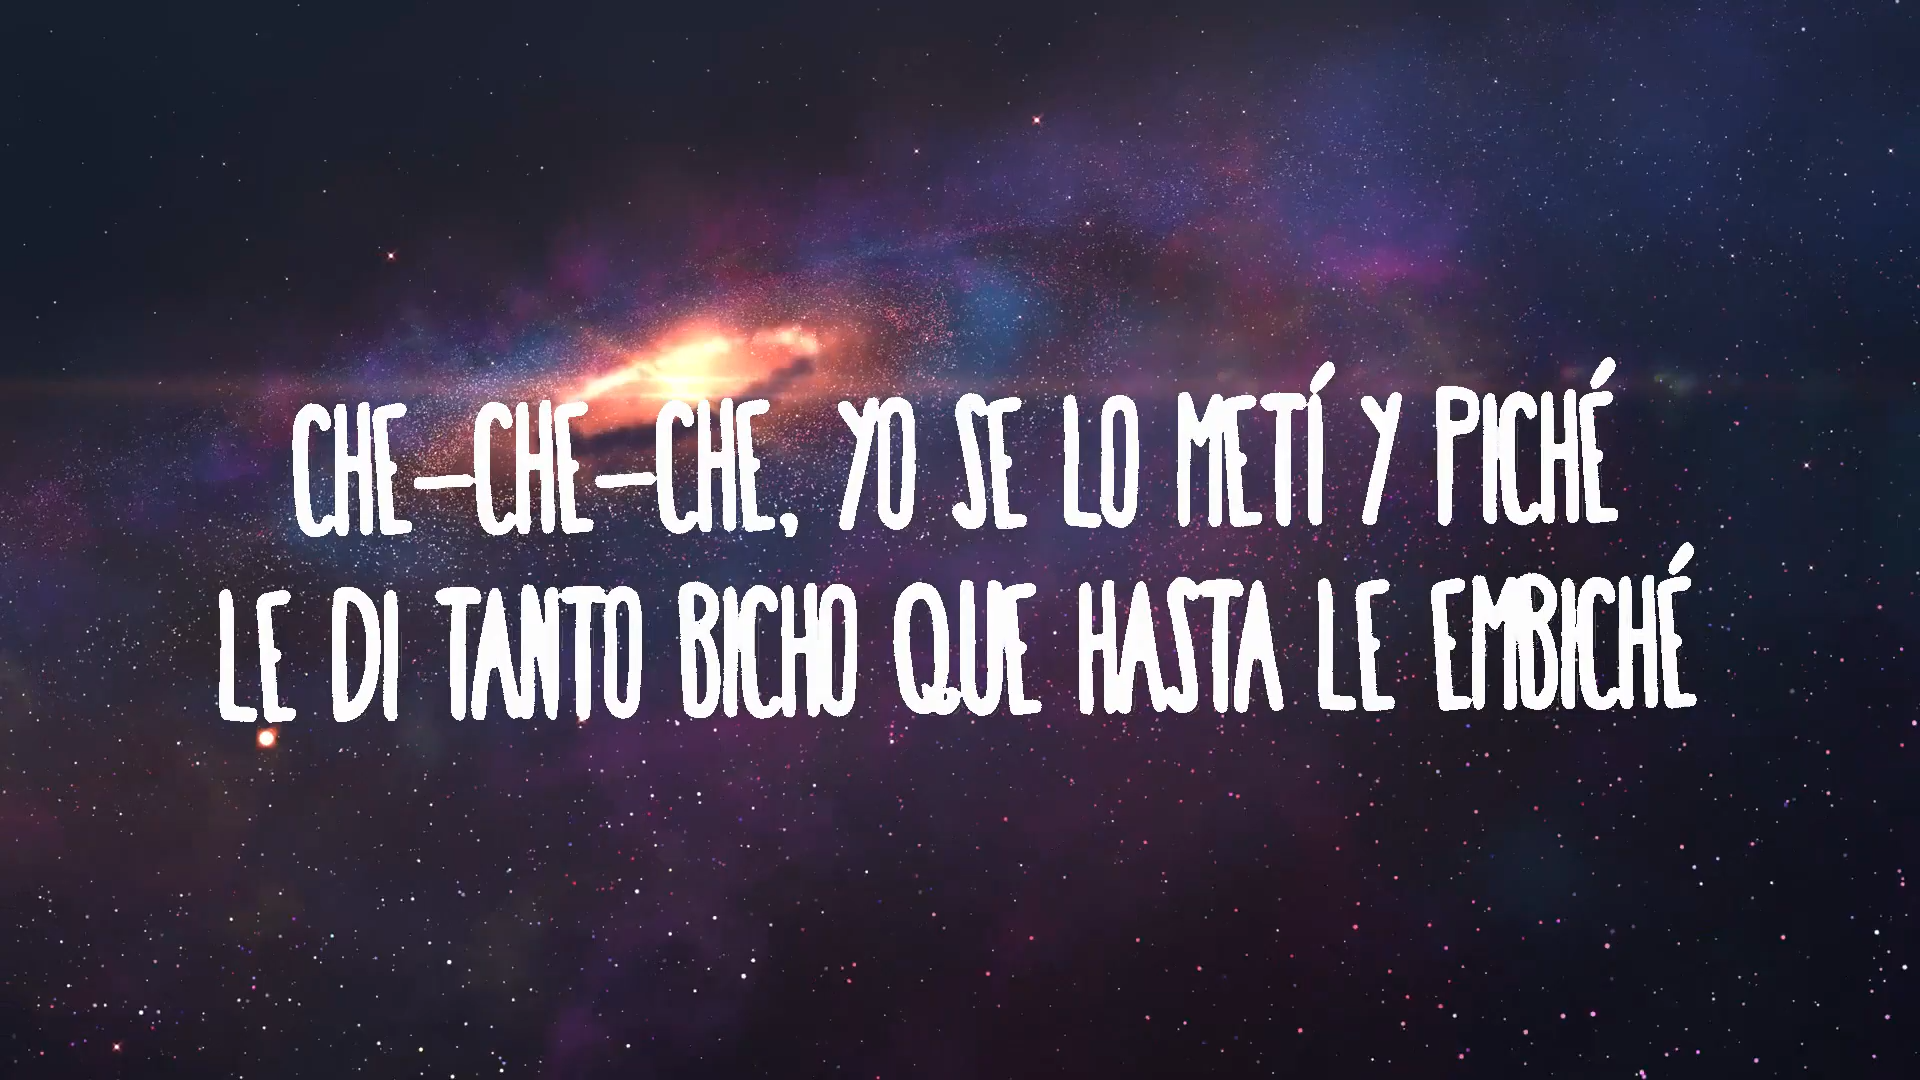 CHE-CHE-CHE, YO SE LO METÍ Y PICHÉ
LE DI TANTO BICHO QUE HASTA LE EMBICHÉ